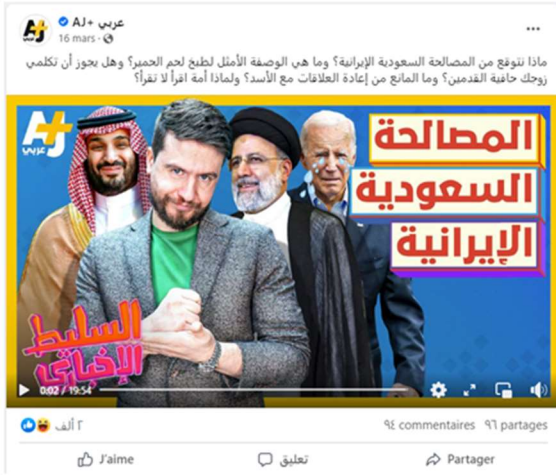 AJ+ عربي
16 mars
ماذا نتوقع من المصالحة السعودية الإيرانية؟ وما هي الوصفة الأمثل لطبخ لحم الحمير؟ وهل يجوز أن تكلمي
زوجك حافية القدمين؟ وما المانع من إعادة العلاقات مع الأسد؟ ولماذا أمة اقرأ لا تقرأ؟
AJ+
عربي
المصالحة
السعودية
الإيرانية
السليط
الإخباري
0:02 / 19:54
٢ ألف
٩٤ commentaires ٩٦ partages
J'aime
تعليق
Partager